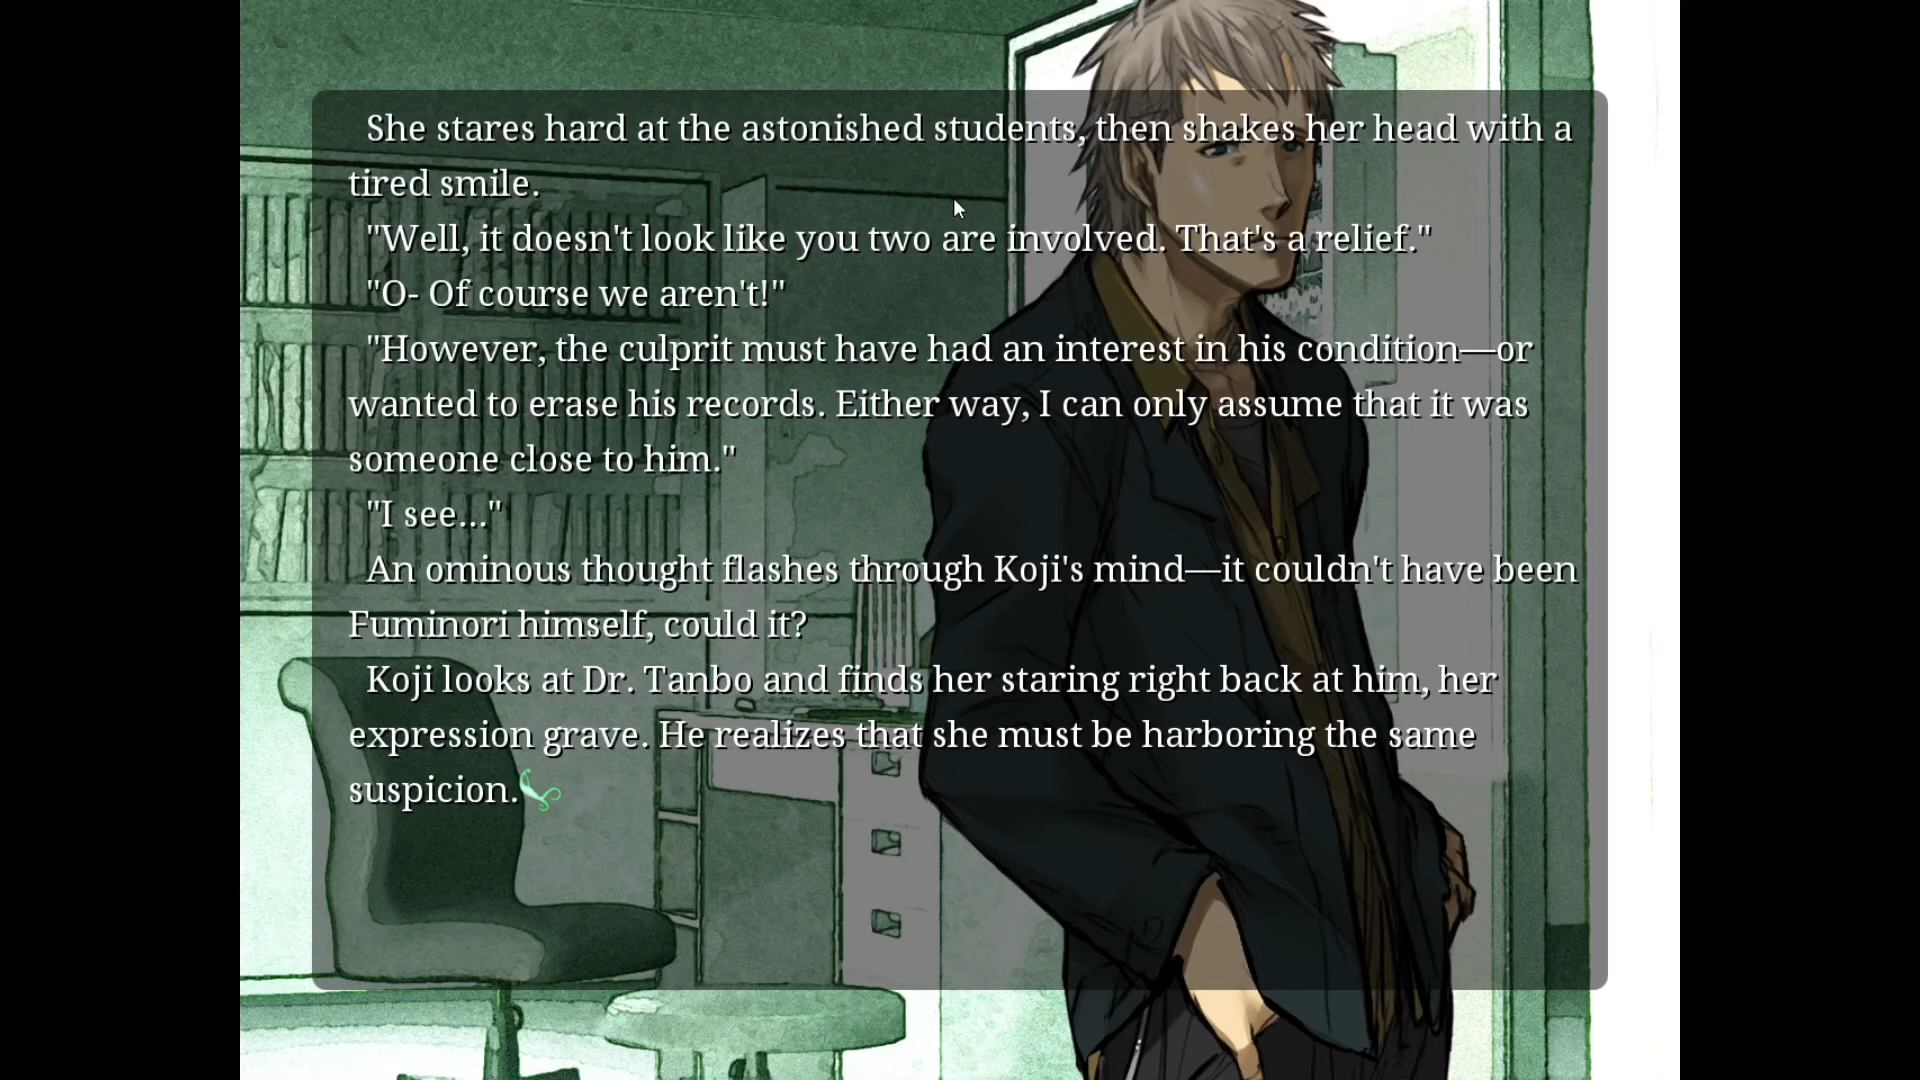 She stares hard at the astonished students, then shakes her head with a
tired smile.
"Well, it doesn't look like you two are involved. That's a relief."
"O- Of course we aren't!"
"However, the culprit must have had an interest in his condition—or
wanted to erase his records. Either way, I can only assume that it was
someone close to him."
"I see..."
An ominous thought flashes through Koji's mind—it couldn't have been
Fuminori himself, could it?
Koji looks at Dr. Tanbo and finds her staring right back at him, her
expression grave. He realizes that she must be harboring the same
suspicion.